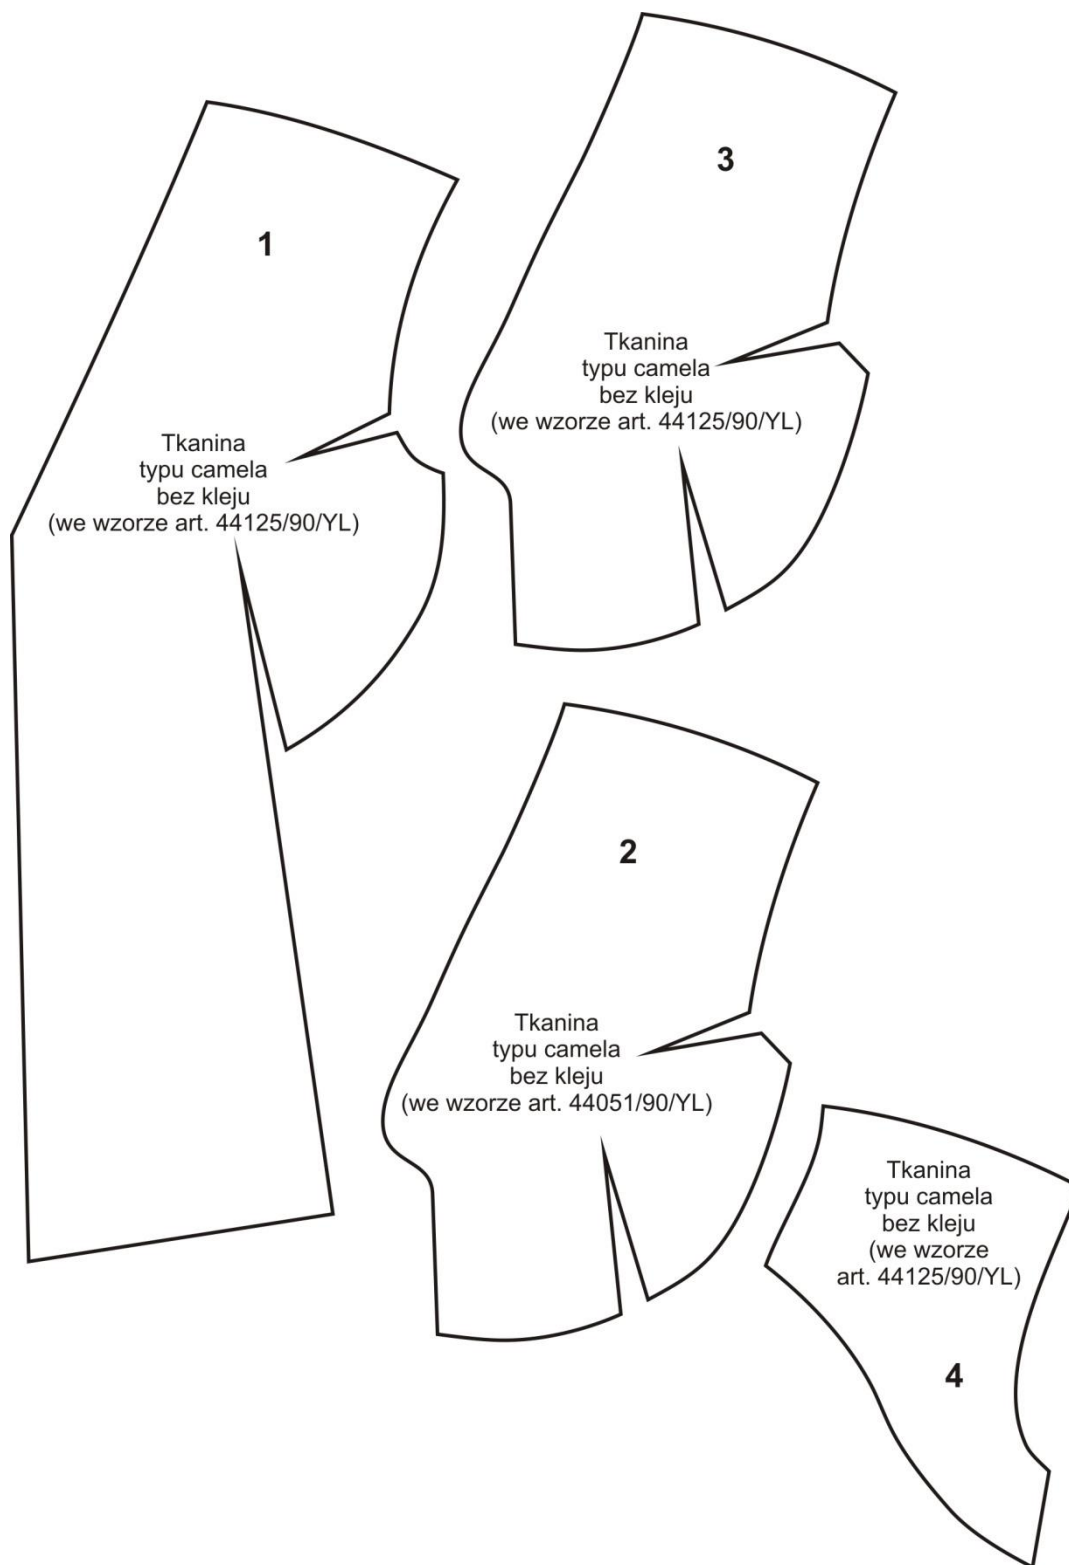 3
Tkanina
typu camela
bez kleju
(we wzorze art. 44125/90/YL)
1
Tkanina
typu camela
bez kleju
(we wzorze art. 44125/90/YL)
2
Tkanina
typu camela
bez kleju
(we wzorze art. 44051/90/YL)
Tkanina
typu camela
bez kleju
(we wzorze
art. 44125/90/YL)
4